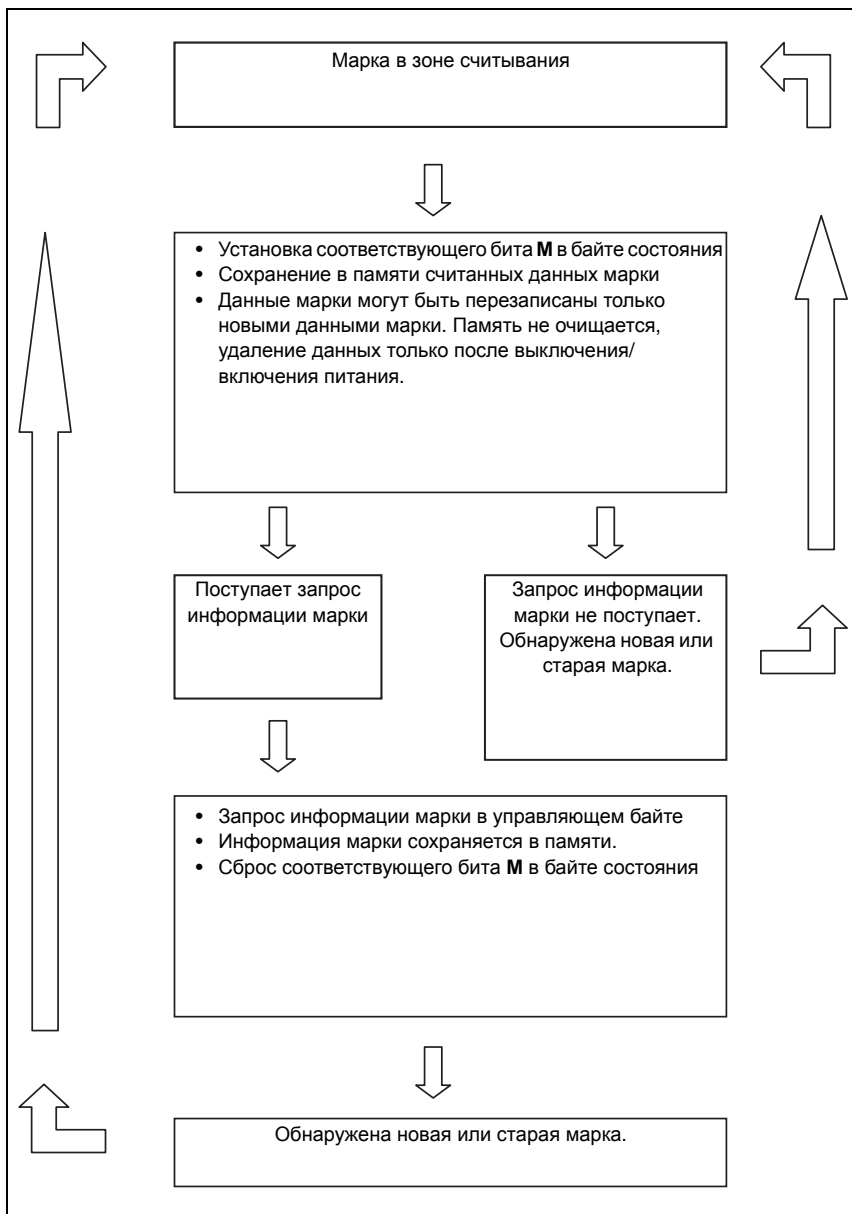 Марка в зоне считывания
• Установка соответствующего бита М в байте состояния
• Сохранение в памяти считанных данных марки
• Данные марки могут быть перезаписаны только
новыми данными марки. Память не очищается,
удаление данных только после выключения/
включения питания.
Поступает запрос
информации марки
Запрос информации
марки не поступает.
Обнаружена новая или
старая марка.
• Запрос информации марки в управляющем байте
• Информация марки сохраняется в памяти.
• Сброс соответствующего бита М в байте состояния
Обнаружена новая или старая марка.